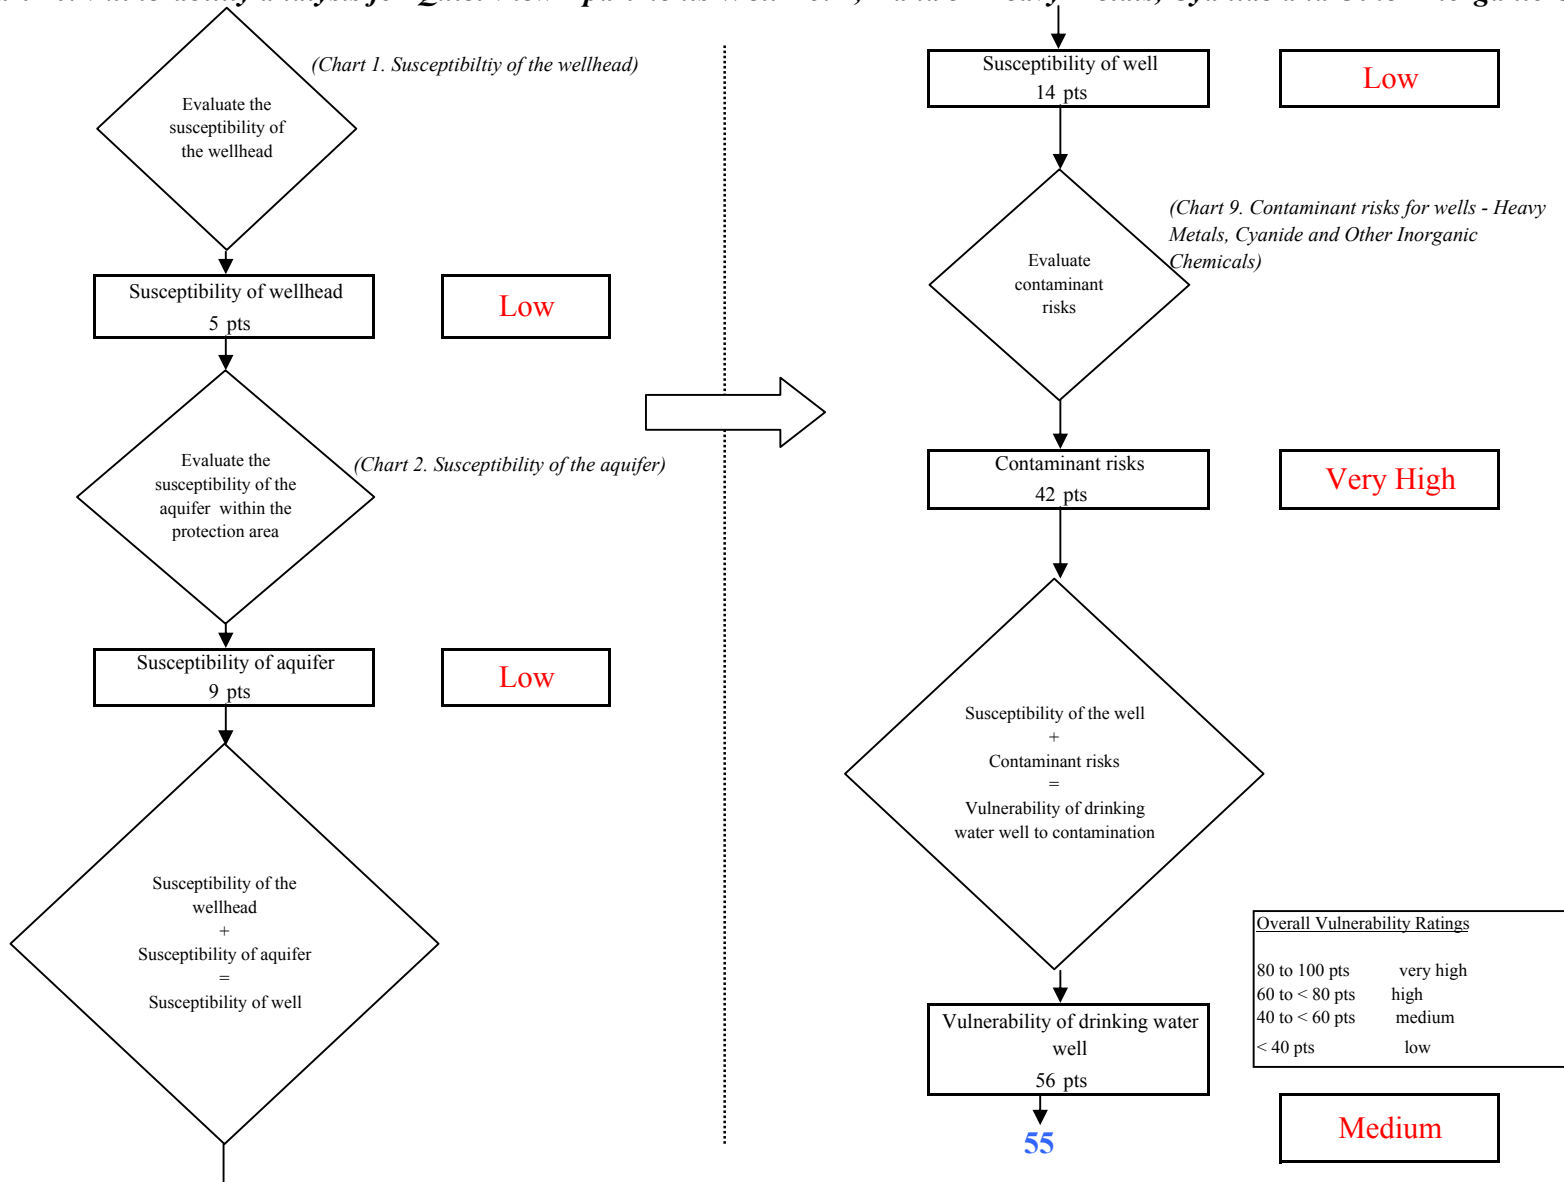 (Chart 1. Susceptibiltiy of the wellhead)
Evaluate the
susceptibility of
the wellhead
Susceptibility of wellhead
5 pts
Low
Evaluate the
susceptibility of the
aquifer within the
protection area
(Chart 2. Susceptibility of the aquifer)
Susceptibility of aquifer
9 pts
Low
Susceptibility of the
wellhead
+
Susceptibility of aquifer
=
Susceptibility of well
Susceptibility of well
14 pts
Low
(Chart 9. Contaminant risks for wells - Heavy
Metals, Cyanide and Other Inorganic
Chemicals)
Evaluate
contaminant
risks
Contaminant risks
42 pts
Very High
Susceptibility of the well
+
Contaminant risks
=
Vulnerability of drinking
water well to contamination
Overall Vulnerability Ratings
80 to 100 pts very high
60 to < 80 pts high
40 to < 60 pts medium
< 40 pts low
Vulnerability of drinking water
well
56 pts
55
Medium